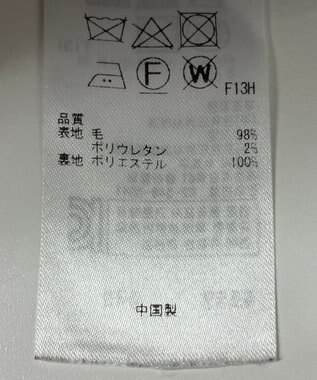 F W F13H
品質
表地 毛 98%
ポリウレタン 2%
裏地 ポリエステル 100%
中国製